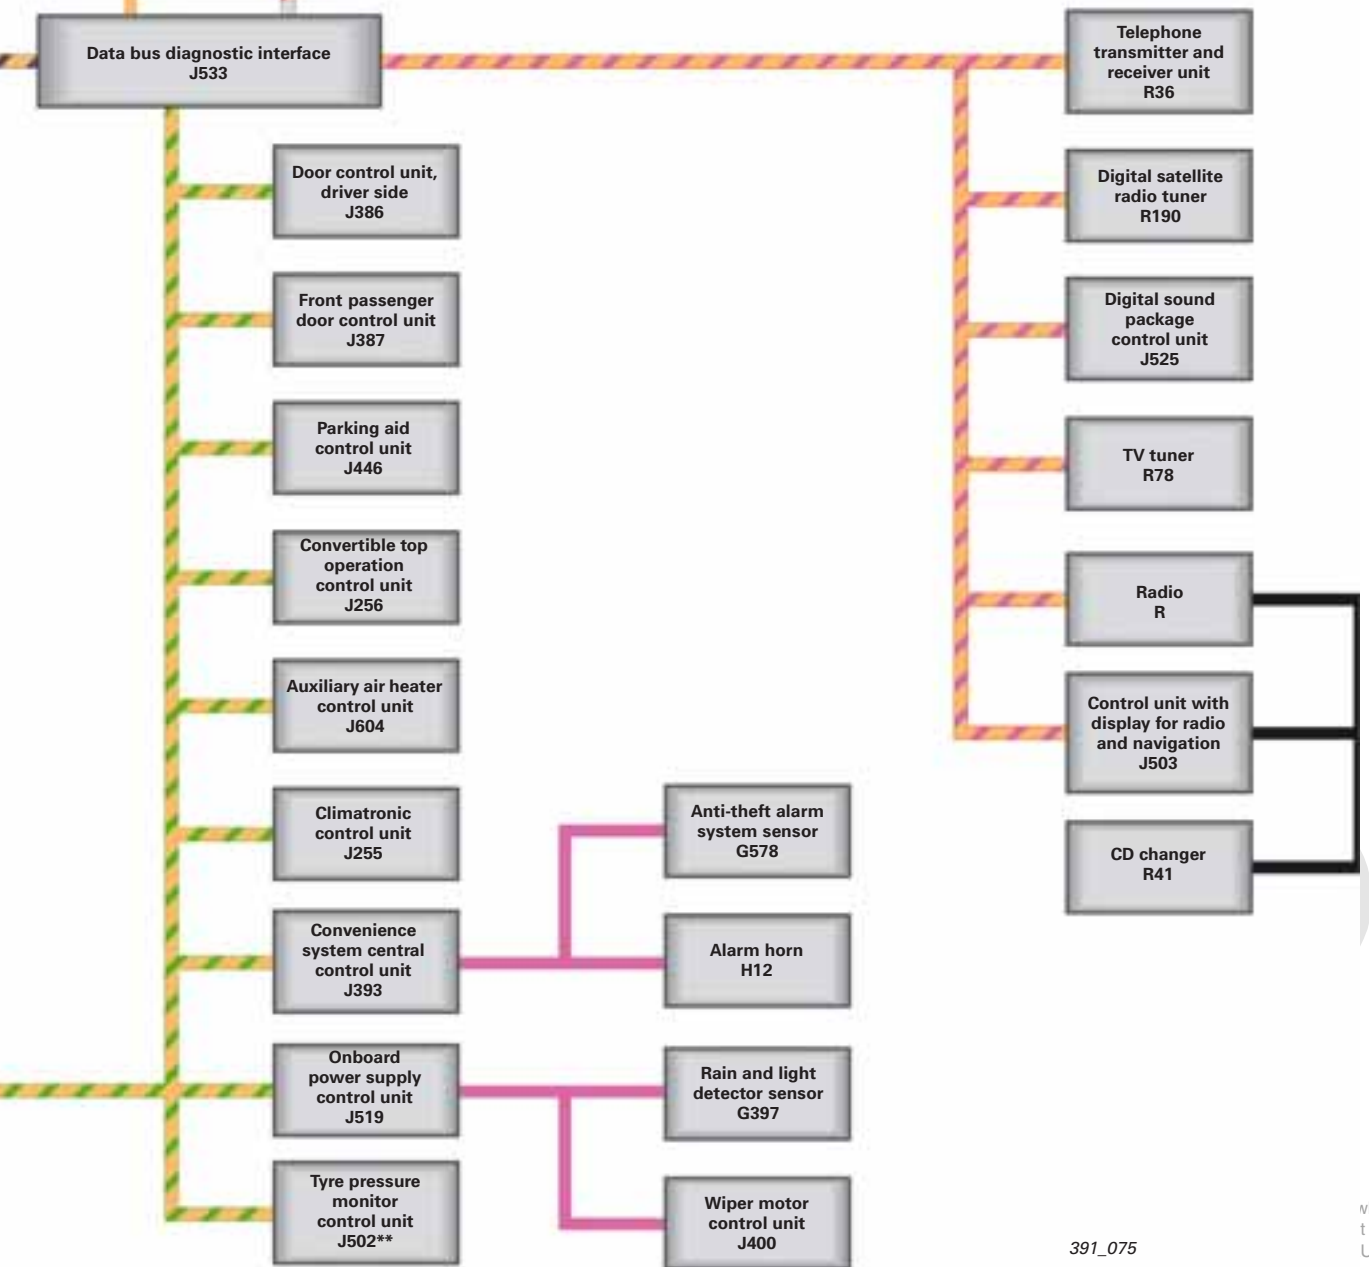 Data bus diagnostic interface
J533
Door control unit,
driver side
J386
Front passenger
door control unit
J387
Parking aid
control unit
J446
Convertible top
operation
control unit
J256
Auxiliary air heater
control unit
J604
Climatronic
control unit
J255
Convenience
system central
control unit
J393
Onboard
power supply
control unit
J519
Tyre pressure
monitor
control unit
J502**
Anti-theft alarm
system sensor
G578
Alarm horn
H12
Rain and light
detector sensor
G397
Wiper motor
control unit
J400
Telephone
transmitter and
receiver unit
R36
Digital satellite
radio tuner
R190
Digital sound
package
control unit
J525
TV tuner
R78
Radio
R
Control unit with
display for radio
and navigation
J503
CD changer
R41
391_075